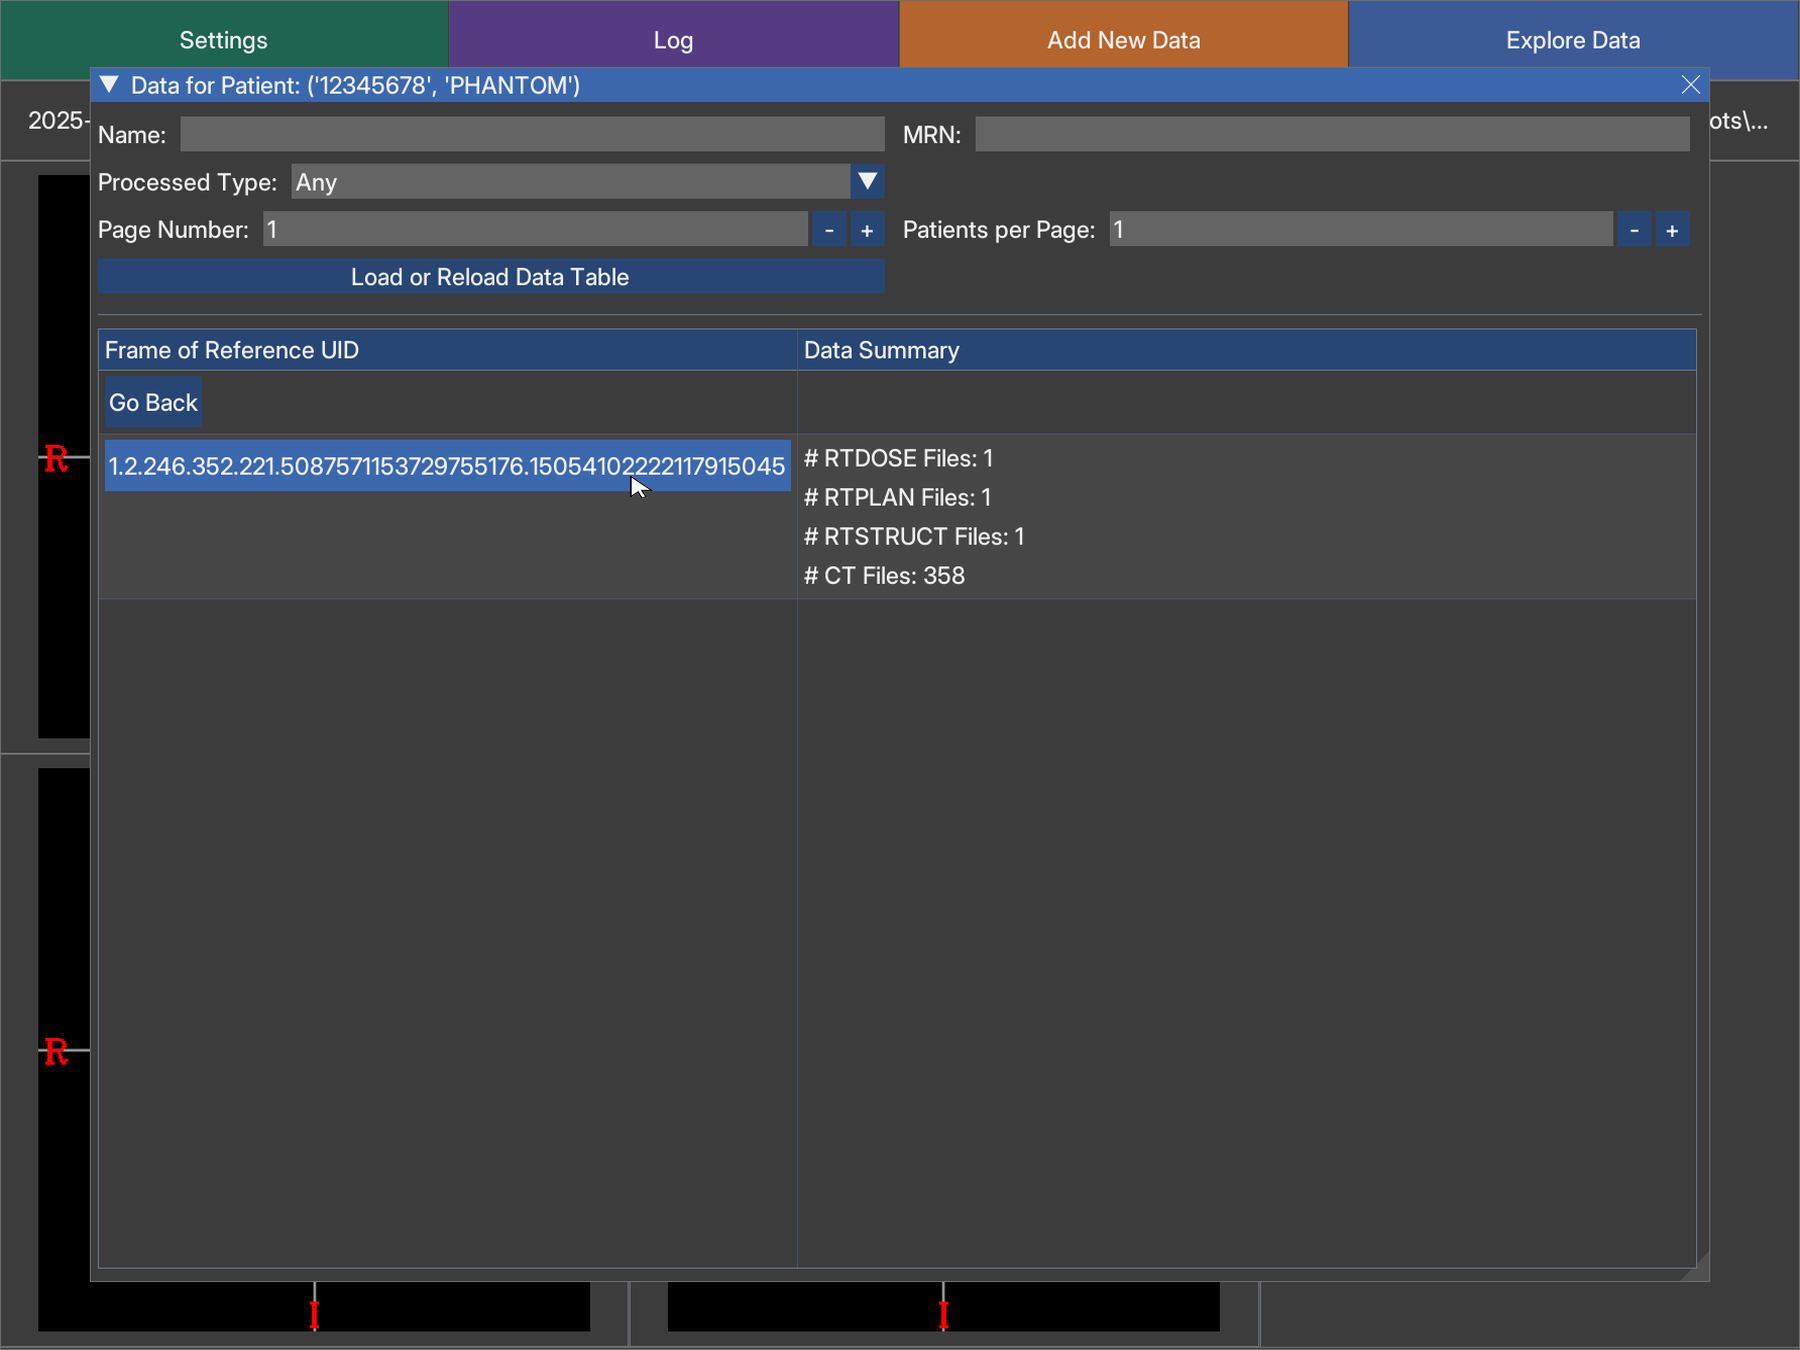 Settings
Log
Add New Data
Explore Data
Data for Patient: ('12345678', 'PHANTOM')
2025-
ots\...
Name:
MRN:
Processed Type: Any
Page Number: 1 - +
Patients per Page: 1 - +
Load or Reload Data Table
Frame of Reference UID
Data Summary
Go Back
1.2.246.352.221.5087571153729755176.15054102222117915045
# RTDOSE Files: 1
# RTPLAN Files: 1
# RTSTRUCT Files: 1
# CT Files: 358
R
R
I
I